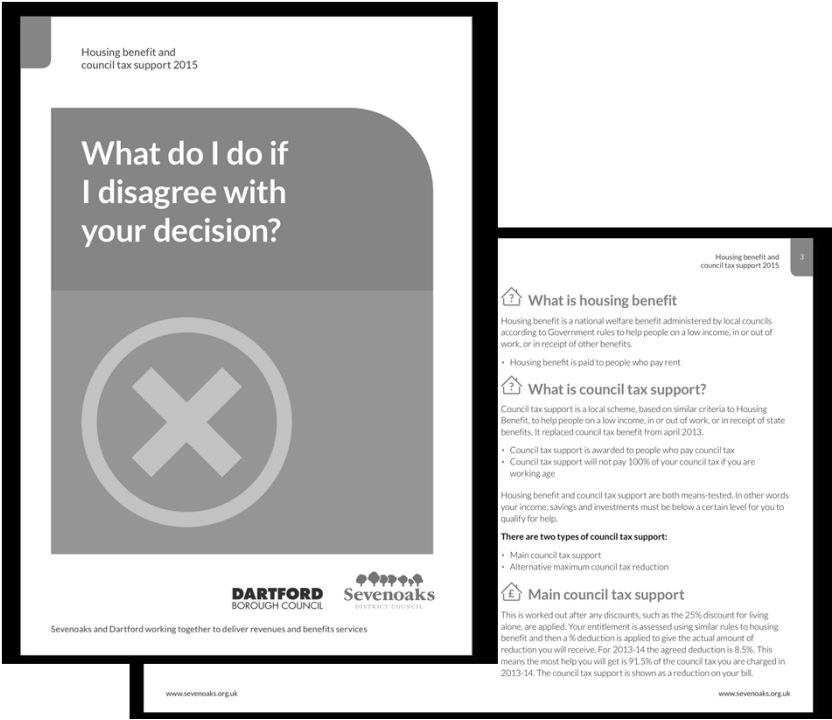 Housing benefit and
council tax support 2015
What do I do if
I disagree with
your decision?
DARTFORD
BOROUGH COUNCIL
Sevenoaks
DISTRICT COUNCIL
Sevenoaks and Dartford working together to deliver revenues and benefits services
Housing benefit and
council tax support 2015
3
? What is housing benefit
Housing benefit is a national welfare benefit administered by local councils
according to Government rules to help people on a low income, in or out of
work, or in receipt of other benefits.
• Housing benefit is paid to people who pay rent
? What is council tax support?
Council tax support is a local scheme, based on similar criteria to Housing
Benefit, to help people on a low income, in or out of work, or in receipt of state
benefits. It replaced council tax benefit from april 2013.
• Council tax support is awarded to people who pay council tax
• Council tax support will not pay 100% of your council tax if you are
working age
Housing benefit and council tax support are both means-tested. In other words
your income, savings and investments must be below a certain level for you to
qualify for help.
There are two types of council tax support:
• Main council tax support
• Alternative maximum council tax reduction
£ Main council tax support
This is worked out after any discounts, such as the 25% discount for living
alone, are applied. Your entitlement is assessed using similar rules to housing
benefit and then a % deduction is applied to give the actual amount of
reduction you will receive. For 2013-14 the agreed deduction is 8.5%. This
means the most help you will get is 91.5% of the council tax you are charged in
2013-14. The council tax support is shown as a reduction on your bill.
www.sevenoaks.org.uk
www.sevenoaks.org.uk